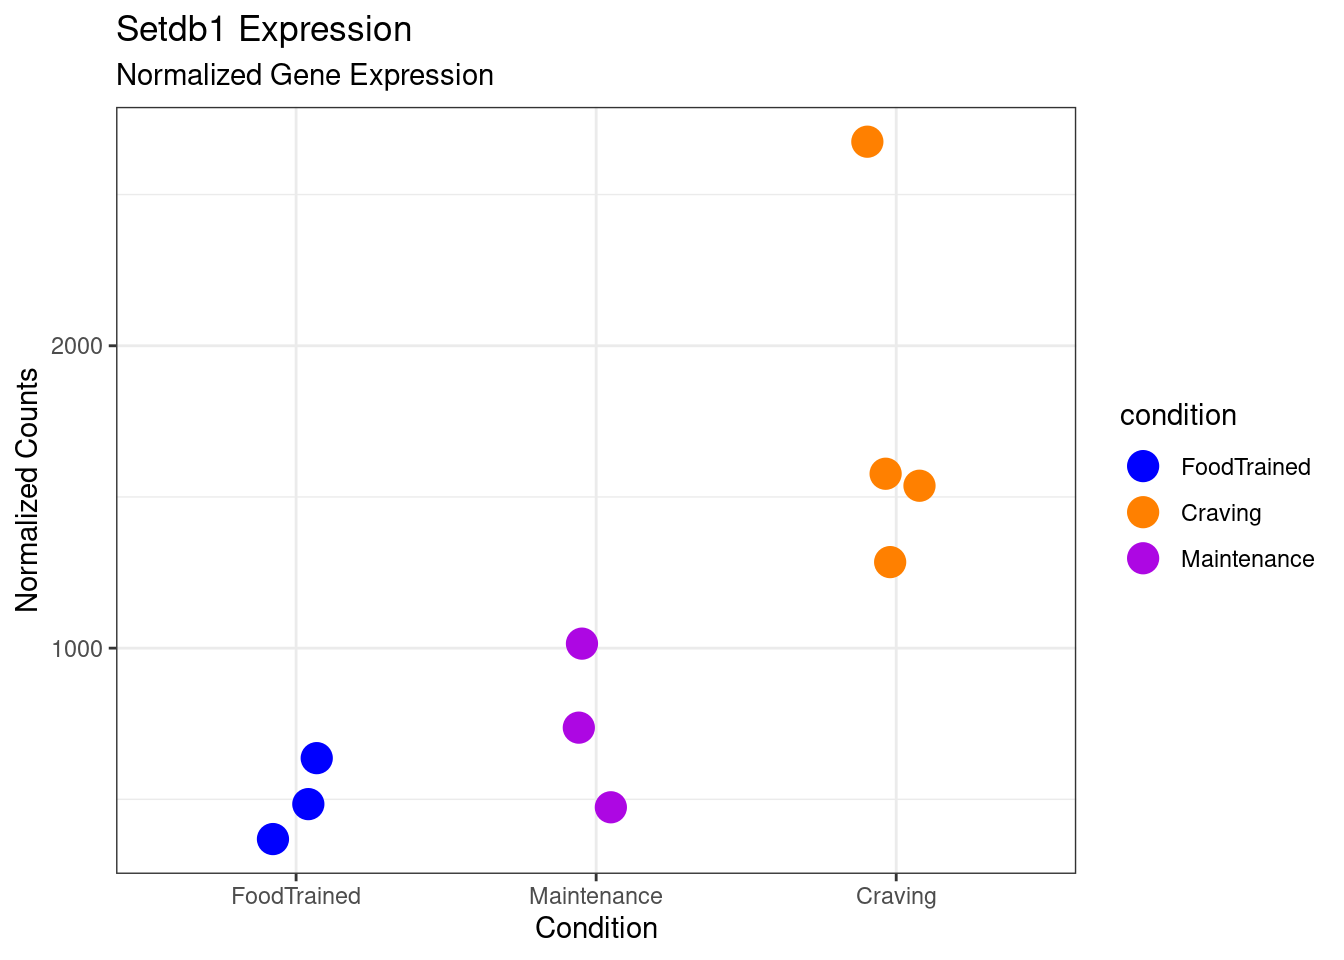 Setdb1 Expression
Normalized Gene Expression
Normalized Counts
2000
1000
FoodTrained
Maintenance
Craving
Condition
condition
FoodTrained
Craving
Maintenance